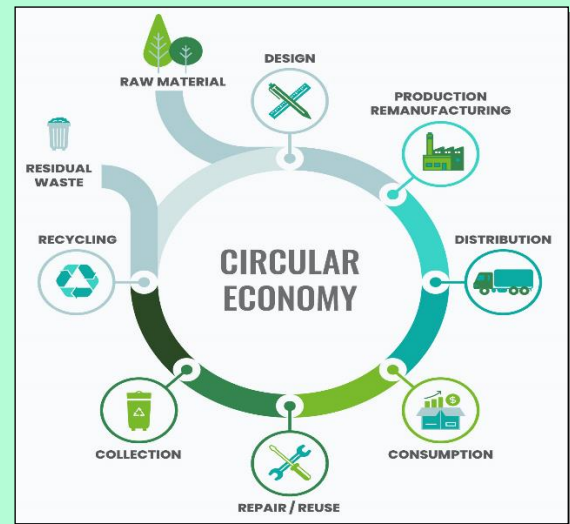 DESIGN
RAW MATERIAL
PRODUCTION
REMANUFACTURING
RESIDUAL
WASTE
RECYCLING
CIRCULAR
ECONOMY
DISTRIBUTION
COLLECTION
CONSUMPTION
REPAIR / REUSE